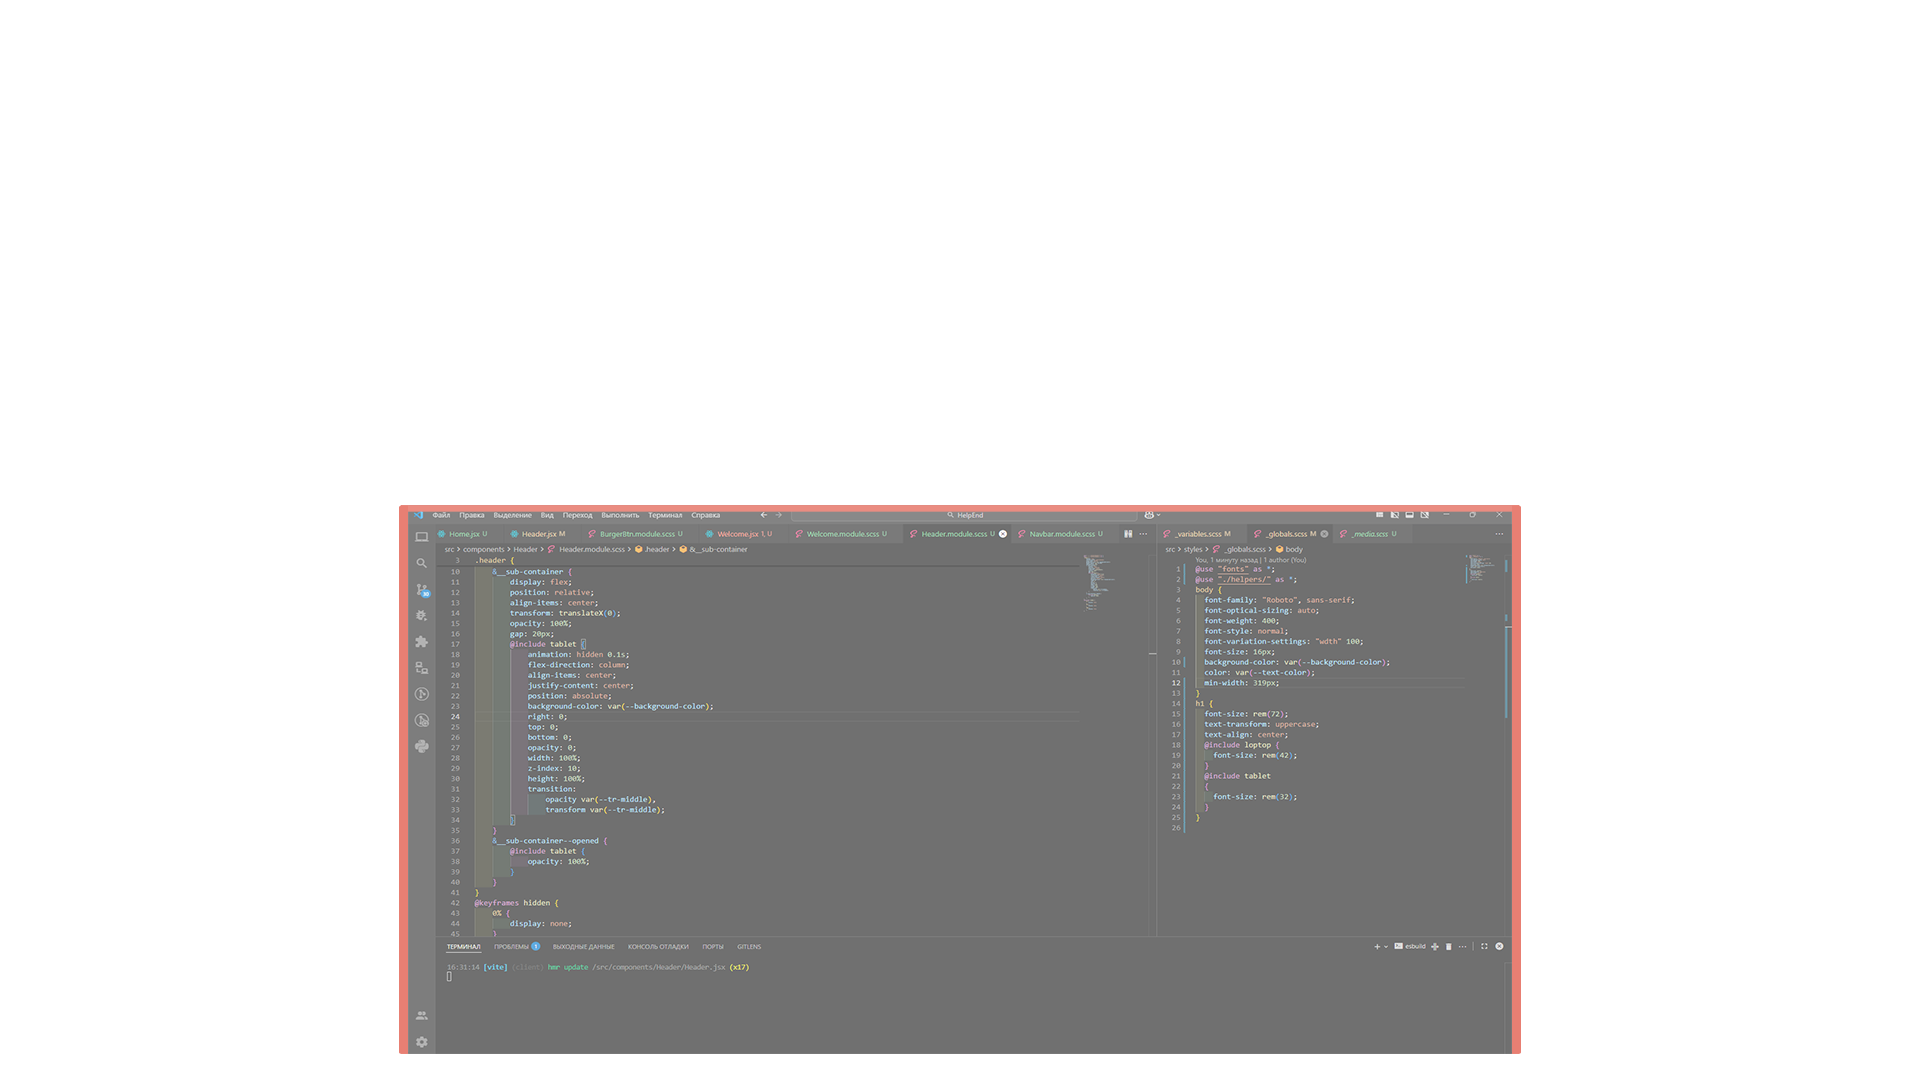 Файл Правка Выделение Вид Переход Выполнить Терминал Справка HelpEnd
Home.jsx U Header.jsx M BurgerBtn.module.scss U Welcome.jsx 1, U Welcome.module.scss U Header.module.scss U Navbar.module.scss U
src > components > Header > Header.module.scss > .header > &__sub-container
3 .header {
10 &__sub-container {
11 display: flex;
12 position: relative;
13 align-items: center;
14 transform: translateX(0);
15 opacity: 100%;
16 gap: 20px;
17 @include tablet {
18 animation: hidden 0.1s;
19 flex-direction: column;
20 align-items: center;
21 justify-content: center;
22 position: absolute;
23 background-color: var(--background-color);
24 right: 0;
25 top: 0;
26 bottom: 0;
27 opacity: 0;
28 width: 100%;
29 z-index: 10;
30 height: 100%;
31 transition:
32 opacity var(--tr-middle),
33 transform var(--tr-middle);
34 }
35 }
36 &__sub-container--opened {
37 @include tablet {
38 opacity: 100%;
39 }
40 }
41 }
42 @keyframes hidden {
43 0% {
44 display: none;
45 }
_variables.scss M _globals.scss M _media.scss U
src > styles > _globals.scss > body
You, 1 минуту назад | 1 author (You)
1 @use "fonts" as *;
2 @use "./helpers/" as *;
3 body {
4 font-family: "Roboto", sans-serif;
5 font-optical-sizing: auto;
6 font-weight: 400;
7 font-style: normal;
8 font-variation-settings: "wdth" 100;
9 font-size: 16px;
10 background-color: var(--background-color);
11 color: var(--text-color);
12 min-width: 319px;
13 }
14 h1 {
15 font-size: rem(72);
16 text-transform: uppercase;
17 text-align: center;
18 @include loptop {
19 font-size: rem(42);
20 }
21 @include tablet
22 {
23 font-size: rem(32);
24 }
25 }
26
ТЕРМИНАЛ ПРОБЛЕМЫ 1 ВЫХОДНЫЕ ДАННЫЕ КОНСОЛЬ ОТЛАДКИ ПОРТЫ GITLENS esbuild
16:31:14 [vite] (client) hmr update /src/components/Header/Header.jsx (x17)